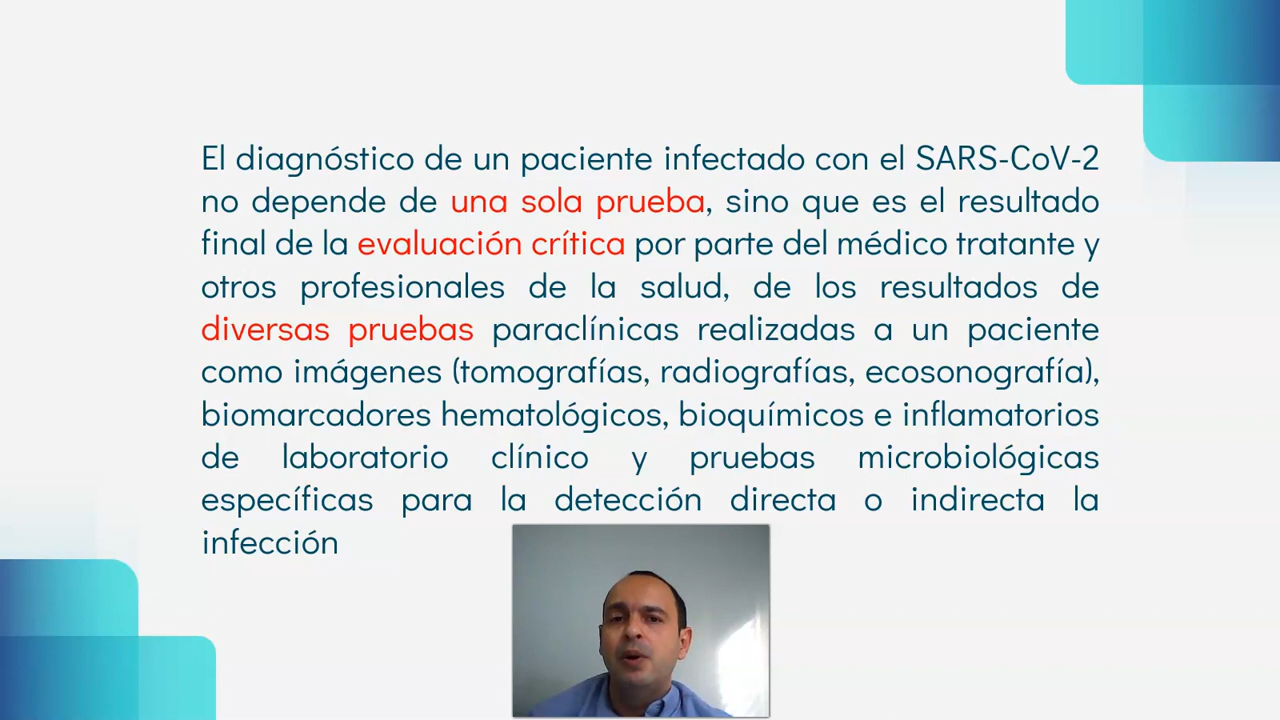 El diagnóstico de un paciente infectado con el SARS-CoV-2
no depende de una sola prueba, sino que es el resultado
final de la evaluación crítica por parte del médico tratante y
otros profesionales de la salud, de los resultados de
diversas pruebas paraclínicas realizadas a un paciente
como imágenes (tomografías, radiografías, ecosonografía),
biomarcadores hematológicos, bioquímicos e inflamatorios
de laboratorio clínico y pruebas microbiológicas
específicas para la detección directa o indirecta la
infección